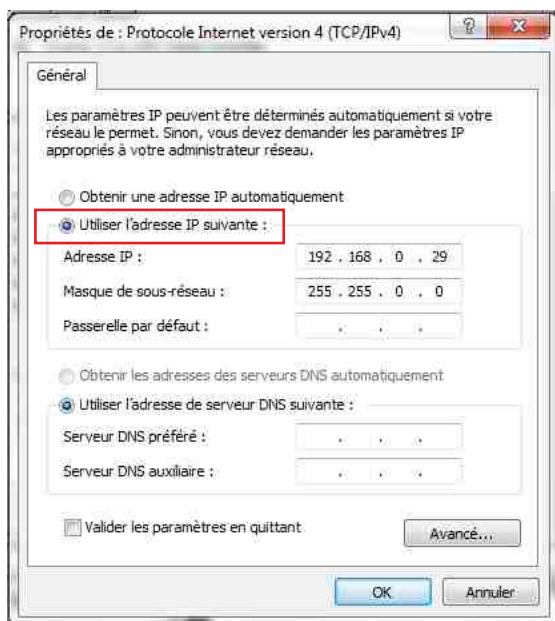 Propriétés de : Protocole Internet version 4 (TCP/IPv4)
Général
Les paramètres IP peuvent être déterminés automatiquement si votre
réseau le permet. Sinon, vous devez demander les paramètres IP
appropriés à votre administrateur réseau.
Obtenir une adresse IP automatiquement
Utiliser l'adresse IP suivante :
Adresse IP : 192 . 168 . 0 . 29
Masque de sous-réseau : 255 . 255 . 0 . 0
Passerelle par défaut : . . .
Obtenir les adresses des serveurs DNS automatiquement
Utiliser l'adresse de serveur DNS suivante :
Serveur DNS préféré : . . .
Serveur DNS auxiliaire : . . .
Valider les paramètres en quittant
Avancé...
OK Annuler